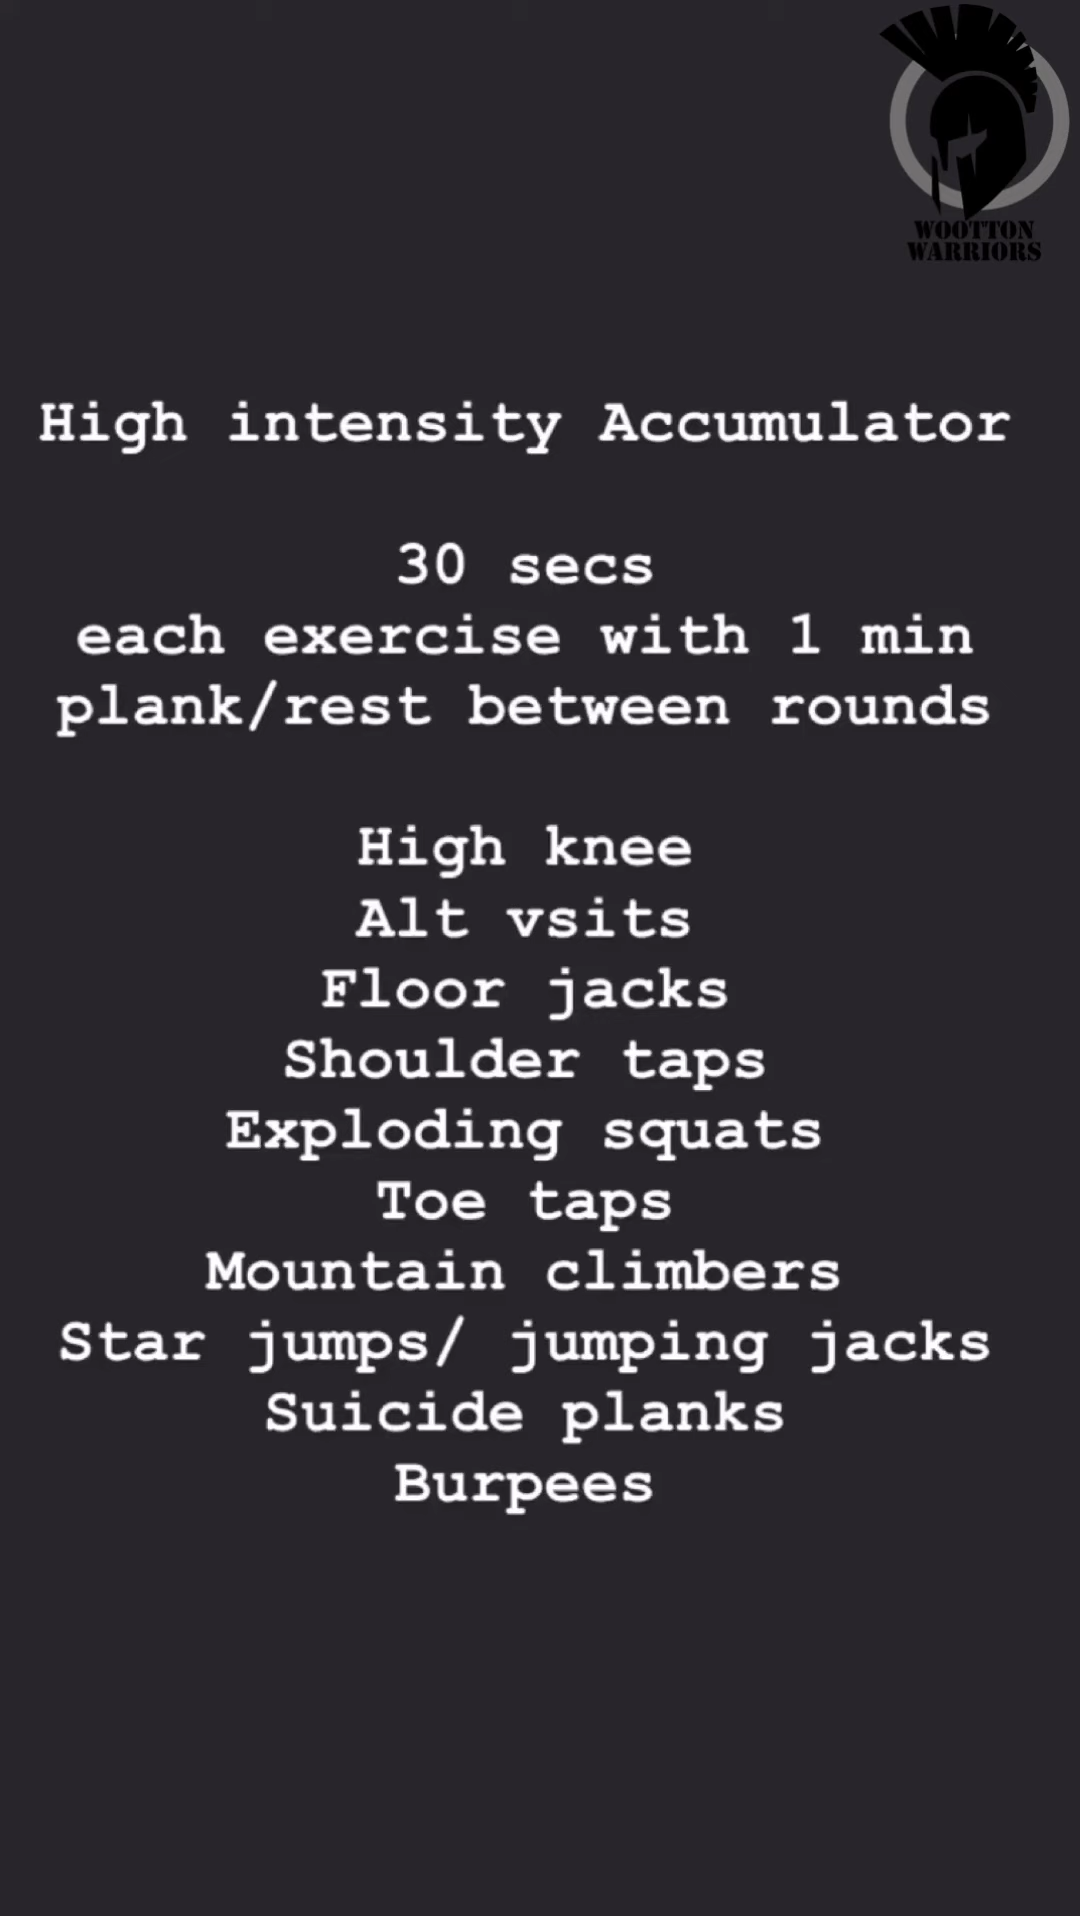 WOOTTON
WARRIORS
High intensity Accumulator
30 secs
each exercise with 1 min
plank/rest between rounds
High knee
Alt vsits
Floor jacks
Shoulder taps
Exploding squats
Toe taps
Mountain climbers
Star jumps/ jumping jacks
Suicide planks
Burpees